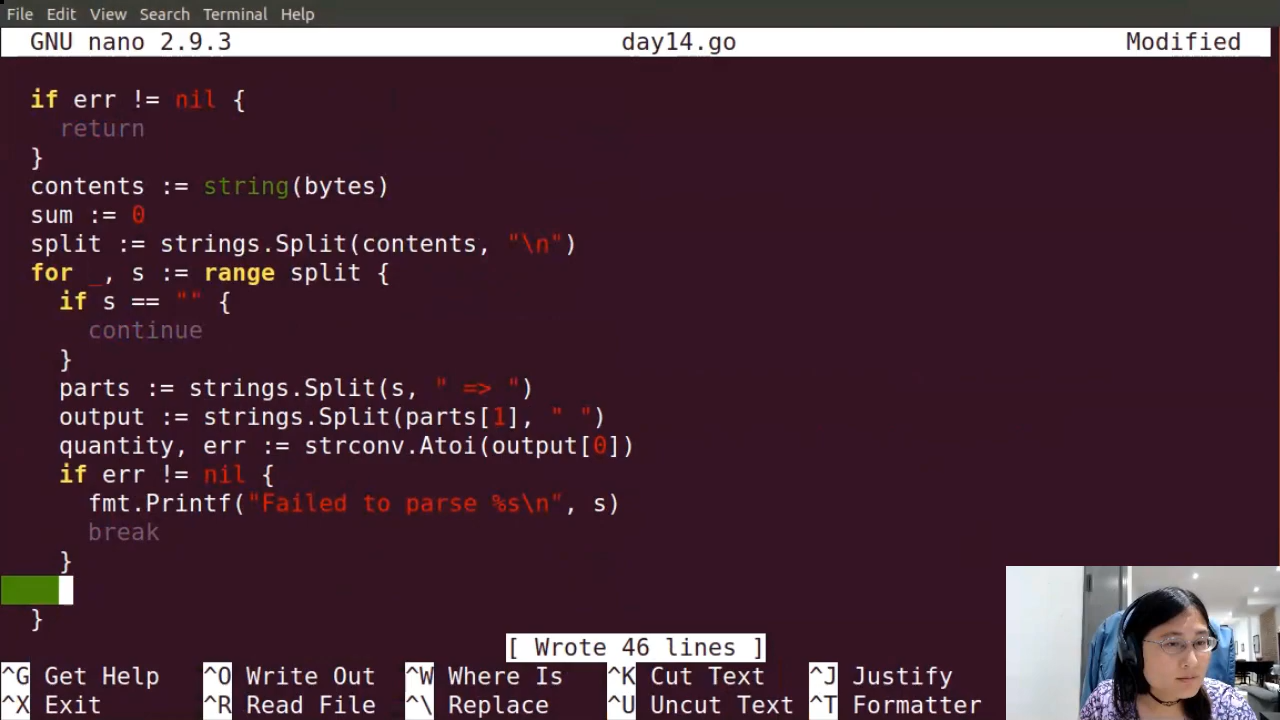 File Edit View Search Terminal Help
GNU nano 2.9.3 day14.go Modified
if err != nil {
return
}
contents := string(bytes)
sum := 0
split := strings.Split(contents, "\n")
for _, s := range split {
if s == "" {
continue
}
parts := strings.Split(s, " => ")
output := strings.Split(parts[1], " ")
quantity, err := strconv.Atoi(output[0])
if err != nil {
fmt.Printf("Failed to parse %s\n", s)
break
}
}
[ Wrote 46 lines ]
^G Get Help ^O Write Out ^W Where Is ^K Cut Text ^J Justify
^X Exit ^R Read File ^\ Replace ^U Uncut Text ^T Formatter